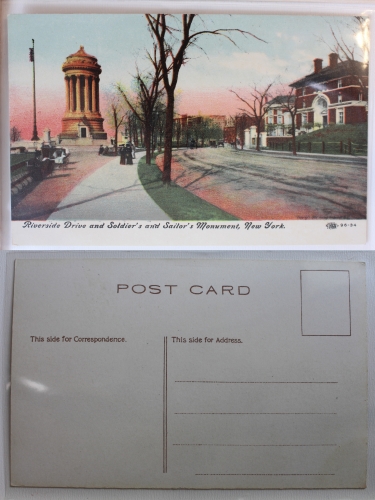 Riverside Drive and Soldier's and Sailor's Monument, New York.
POST CARD
This side for Correspondence.
This side for Address.